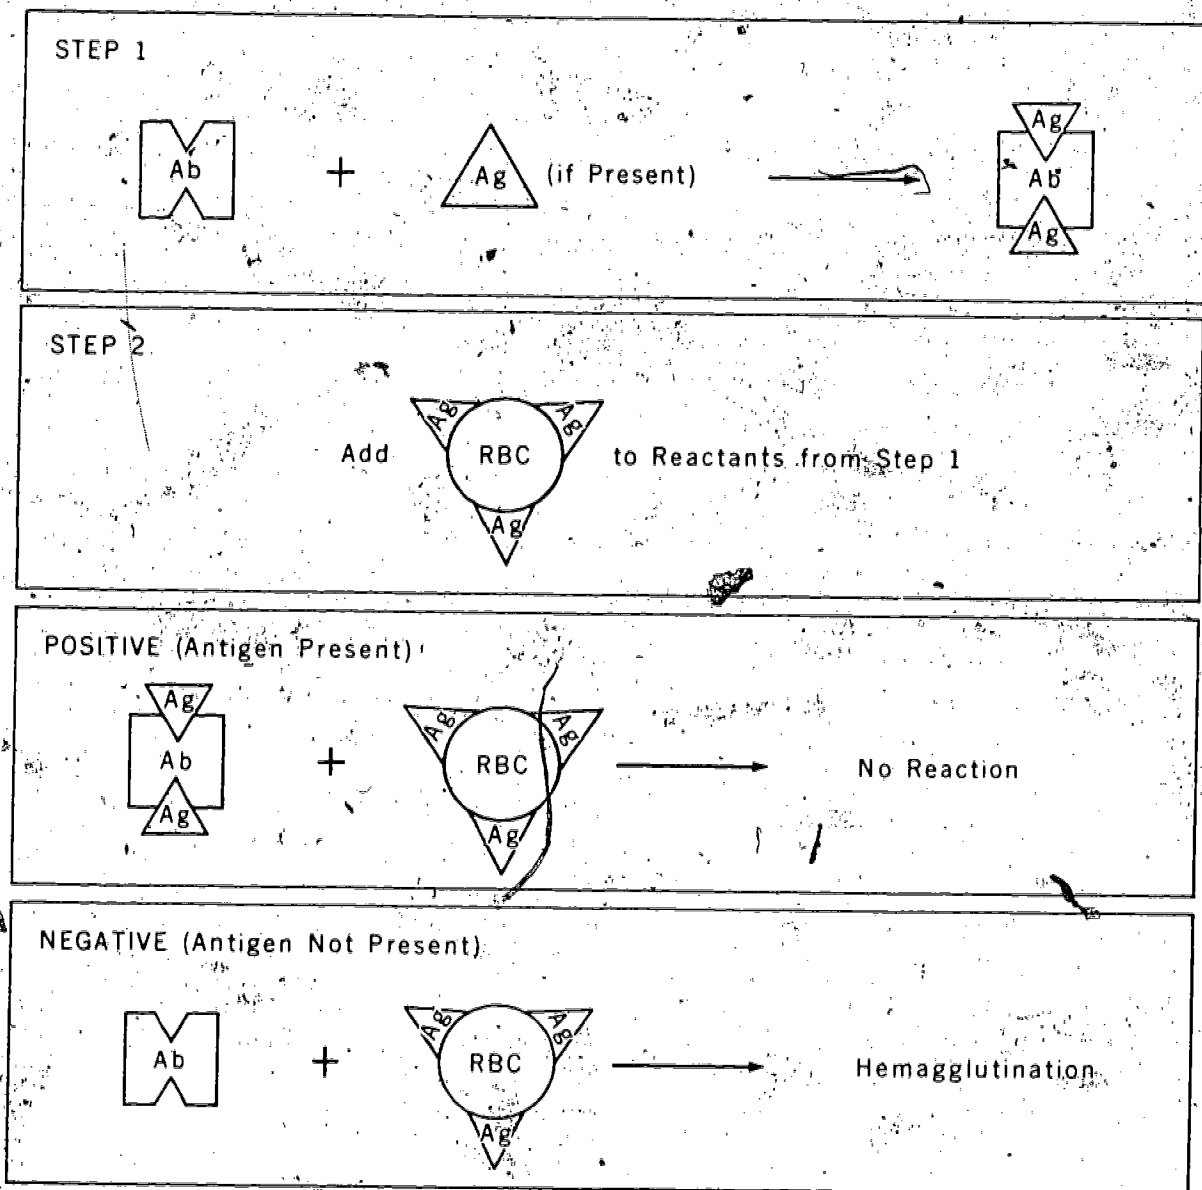 STEP 1
Ab + Ag (if Present) Ag
Ab
Ag
STEP 2
Ag Ag
Add RBC to Reactants from Step 1
Ag
POSITIVE (Antigen Present)
Ag
Ag Ag
Ab + RBC No Reaction
Ag Ag
NEGATIVE (Antigen Not Present)
Ag Ag
Ab + RBC Hemagglutination
Ag